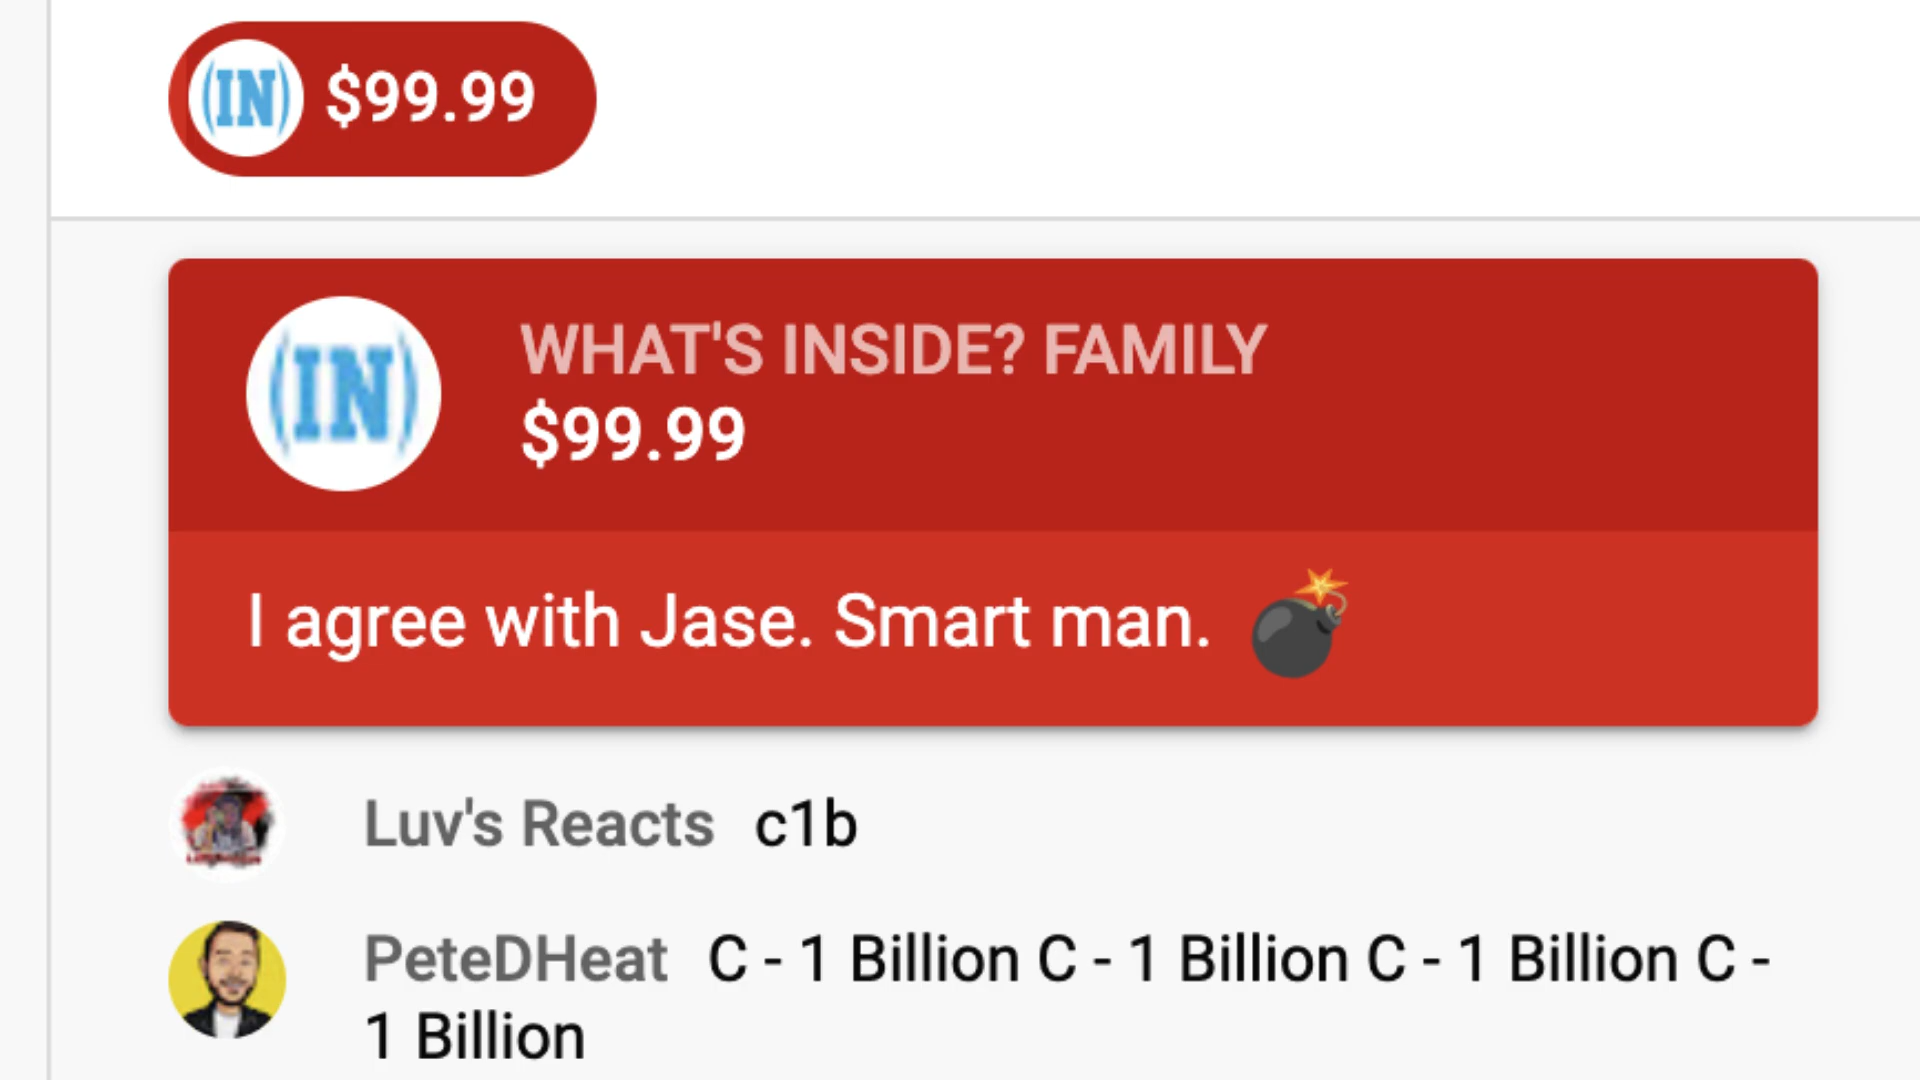 (IN) $99.99
(IN) WHAT'S INSIDE? FAMILY
$99.99
I agree with Jase. Smart man. 💣
Luv's Reacts c1b
PeteDHeat C - 1 Billion C - 1 Billion C - 1 Billion C -
1 Billion